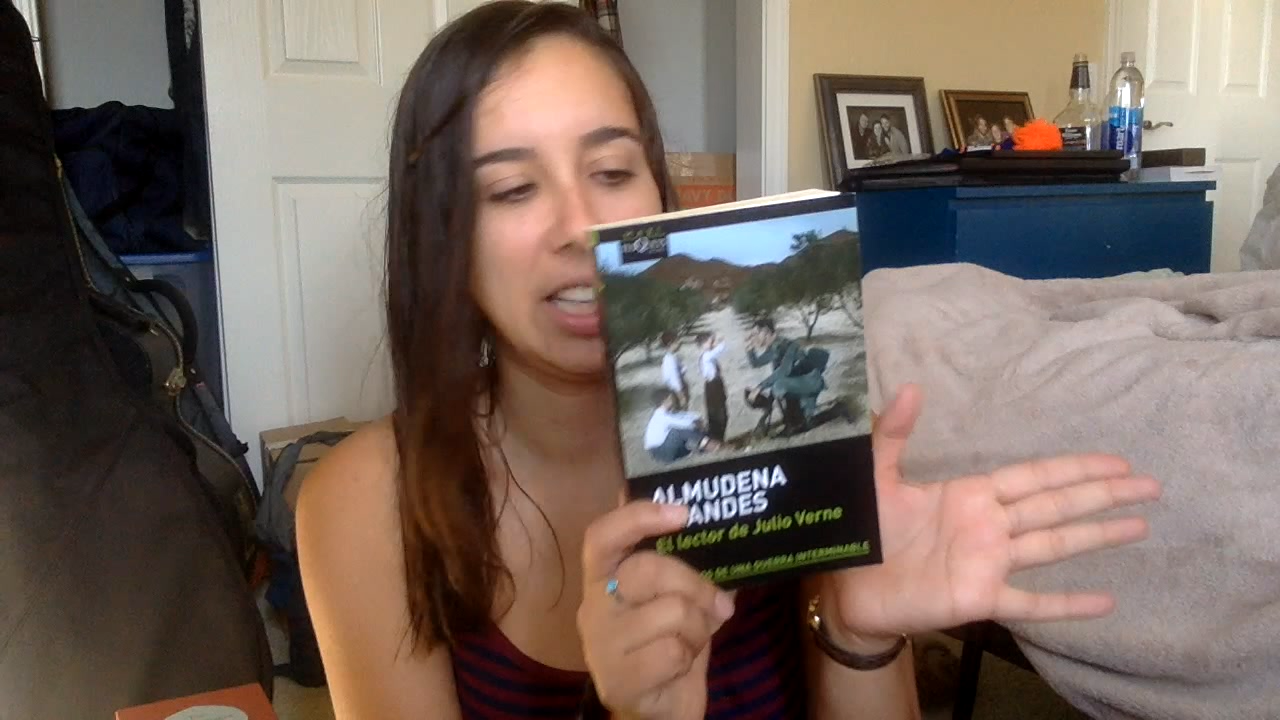 ALMUDENA
ANDES
El lector de Julio Verne
DE UNA GUERRA INTERMINABLE